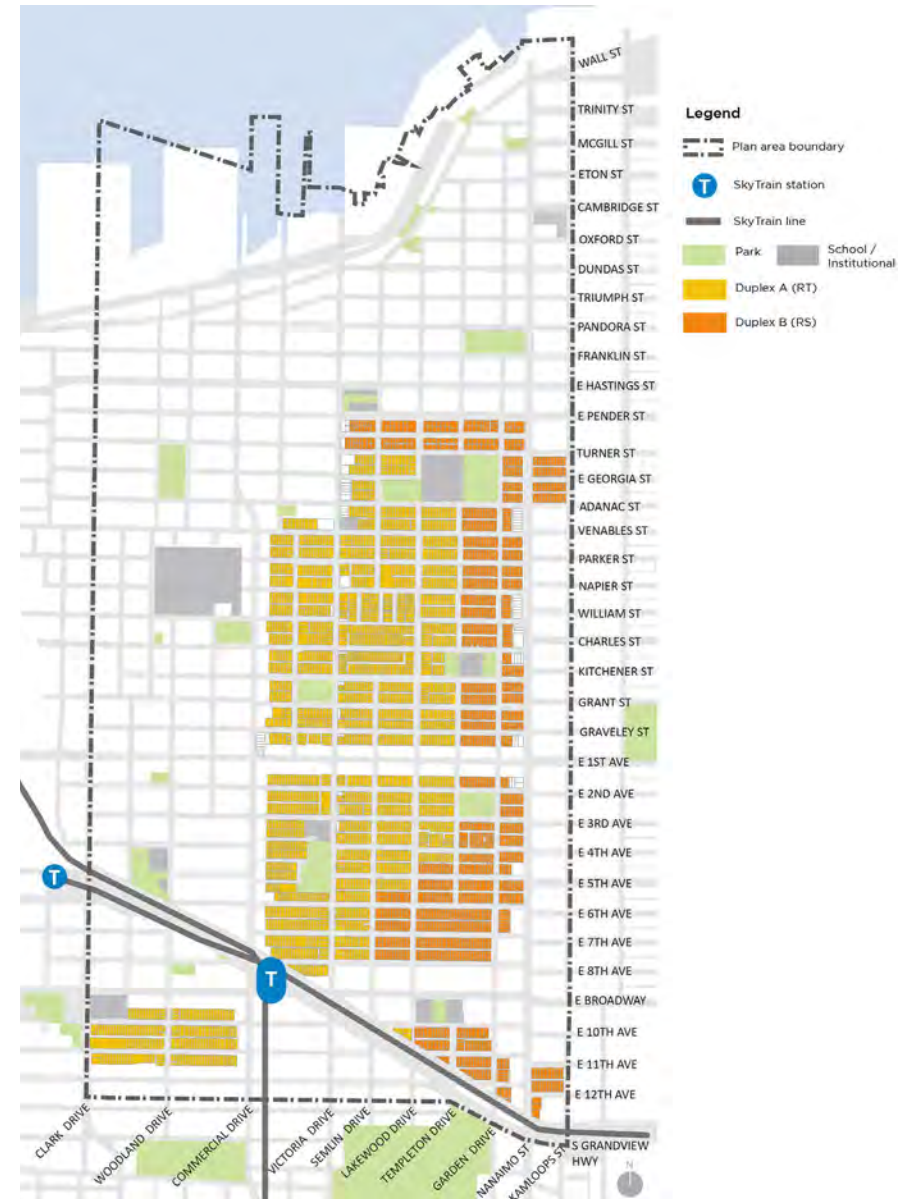 WALL ST
TRINITY ST
MCGILL ST
ETON ST
CAMBRIDGE ST
OXFORD ST
DUNDAS ST
TRIUMPH ST
PANDORA ST
FRANKLIN ST
E HASTINGS ST
E PENDER ST
TURNER ST
E GEORGIA ST
ADANAC ST
VENABLES ST
PARKER ST
NAPIER ST
WILLIAM ST
CHARLES ST
KITCHENER ST
GRANT ST
GRAVELEY ST
E 1ST AVE
E 2ND AVE
E 3RD AVE
E 4TH AVE
E 5TH AVE
E 6TH AVE
E 7TH AVE
E 8TH AVE
E BROADWAY
E 10TH AVE
E 11TH AVE
E 12TH AVE
S GRANDVIEW
HWY
T
T
CLARK DRIVE
WOODLAND DRIVE
COMMERCIAL DRIVE
VICTORIA DRIVE
SEMLIN DRIVE
LAKEWOOD DRIVE
TEMPLETON DRIVE
GARDEN DRIVE
NANAIMO ST
KAMLOOPS ST
N
Legend
Plan area boundary
T SkyTrain station
SkyTrain line
Park
School /
Institutional
Duplex A (RT)
Duplex B (RS)